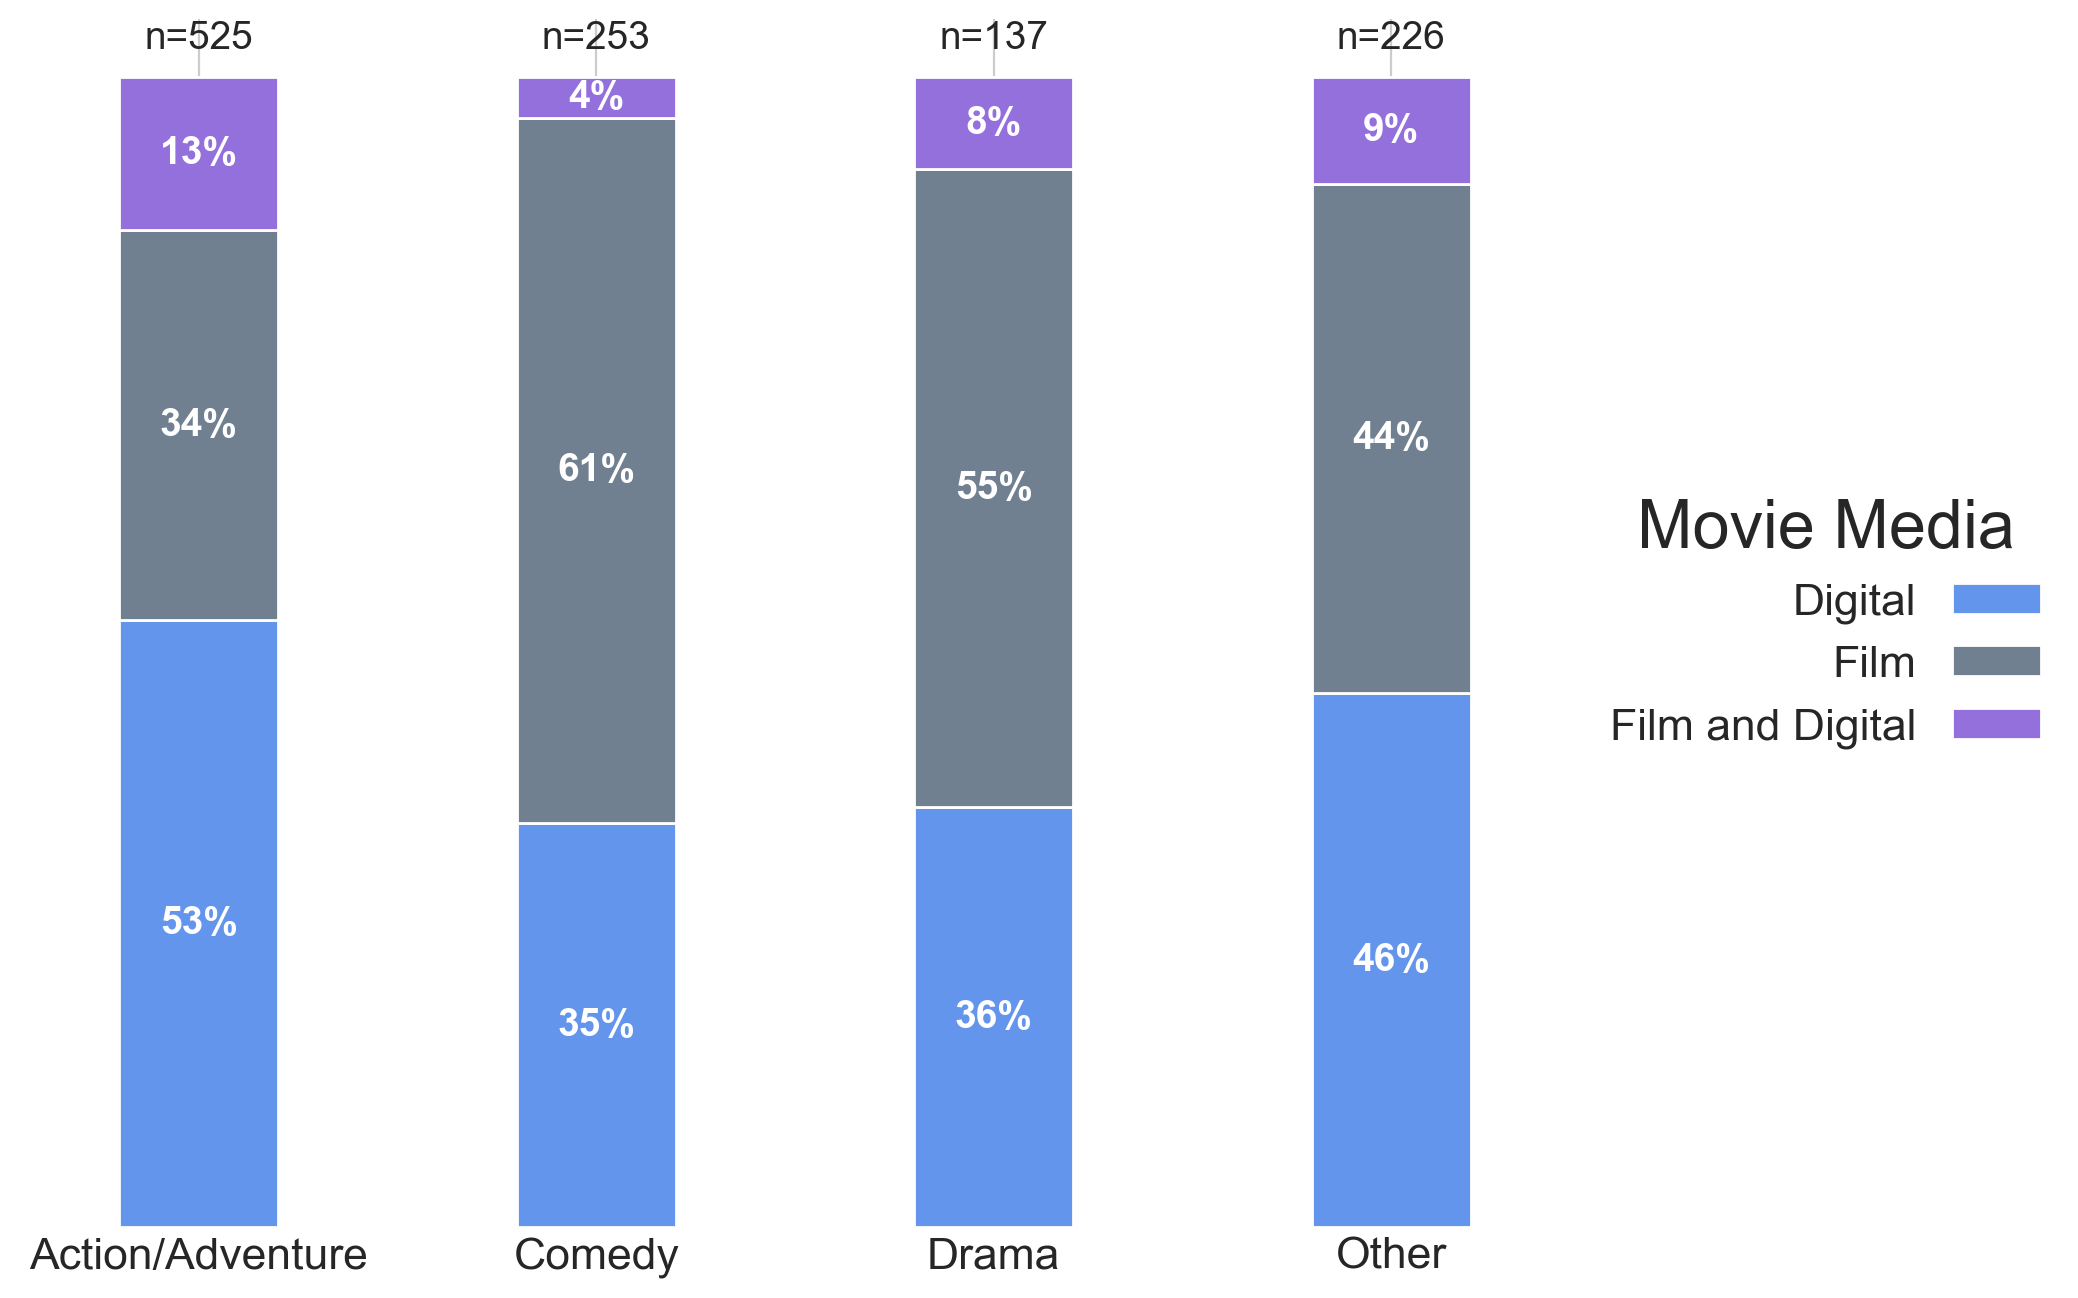 n=525 n=253 n=137 n=226
13% 4% 8% 9%
34% 61% 55% 44%
53% 35% 36% 46%
Action/Adventure Comedy Drama Other
Movie Media
Digital
Film
Film and Digital